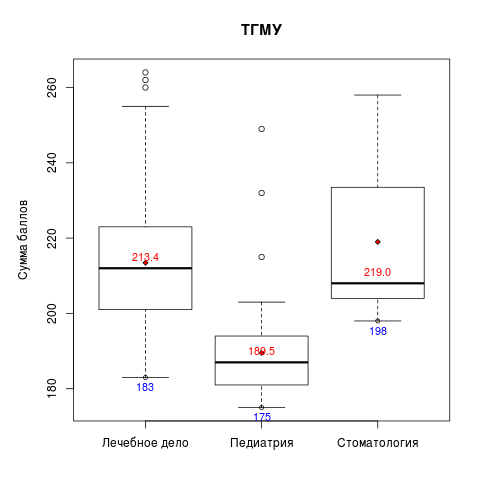 ТГМУ
Сумма баллов
260
240
220
200
180
213.4
183
189.5
175
219.0
198
Лечебное дело
Педиатрия
Стоматология